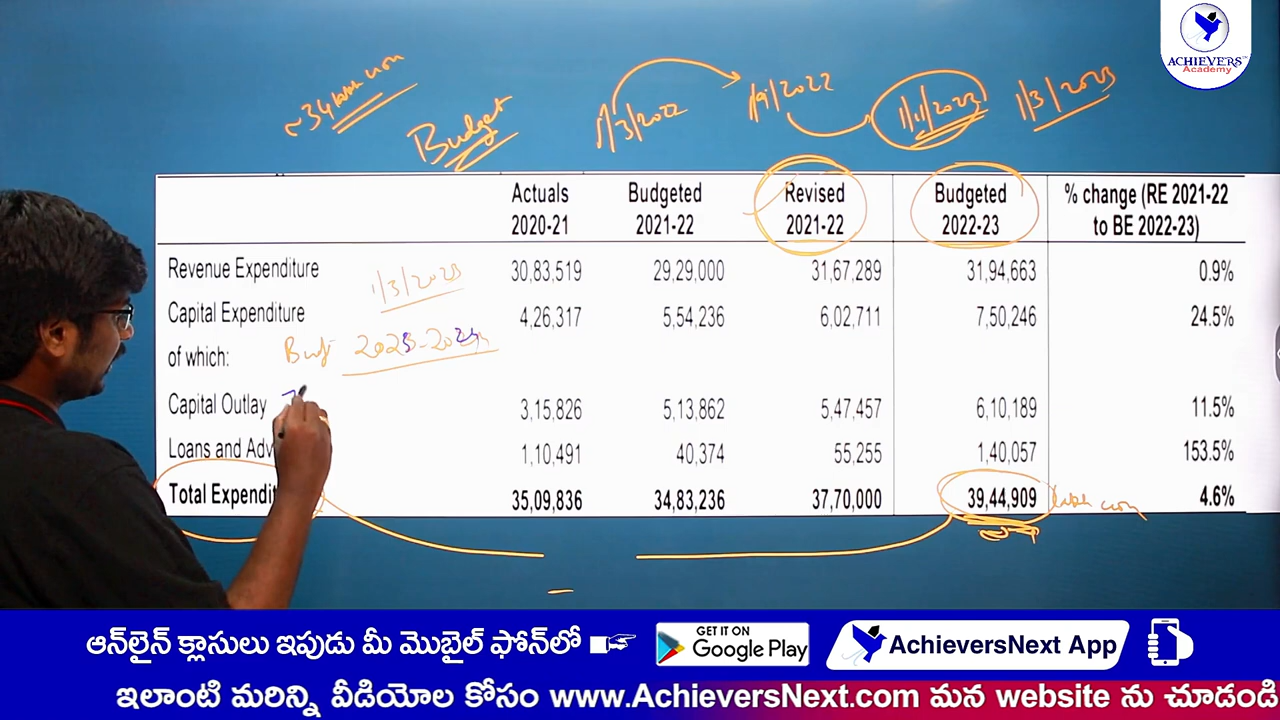 ACHIEVERS
Academy
~34 lakh
Budget
1/3/2022
1/9/2022
1/11/2022
1/3/2023
Actuals 2020-21
Budgeted 2021-22
Revised 2021-22
Budgeted 2022-23
% change (RE 2021-22 to BE 2022-23)
Revenue Expenditure 30,83,519 29,29,000 31,67,289 31,94,663 0.9%
1/3/2023
Capital Expenditure 4,26,317 5,54,236 6,02,711 7,50,246 24.5%
of which:
Capital Outlay 3,15,826 5,13,862 5,47,457 6,10,189 11.5%
Loans and Adv 1,10,491 40,374 55,255 1,40,057 153.5%
Total Expendit 35,09,836 34,83,236 37,70,000 39,44,909 4.6%
ఆన్‌లైన్ క్లాసులు ఇపుడు మీ మొబైల్ ఫోన్‌లో
GET IT ON
Google Play
AchieversNext App
ఇలాంటి మరిన్ని వీడియోల కోసం www.AchieversNext.com మన website ను చూడండి